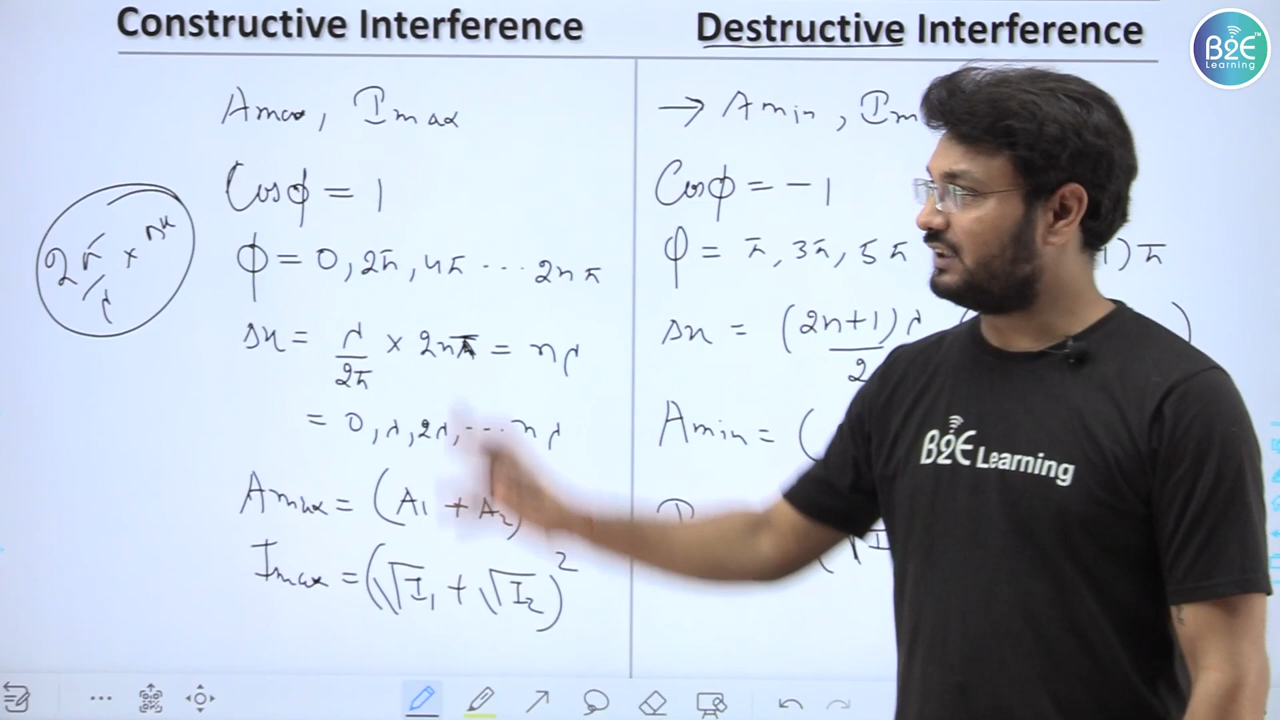 Constructive Interference
Amax, Imax
Cosϕ = 1
ϕ = 0, 2π, 4π ... 2nπ
2π/λ × Δx
Δx = λ/2π × 2nπ = nλ
= 0, λ, 2λ, ... nλ
Amax = (A1 + A2)
Imax = (√I1 + √I2)²
Destructive Interference
→ Amin, Im
Cosϕ = -1
φ = π, 3π, 5π 1)π
Δx = (2n+1)λ/2 ( )
Amin = (
(√I
B2E
Learning
TM
B2E Learning